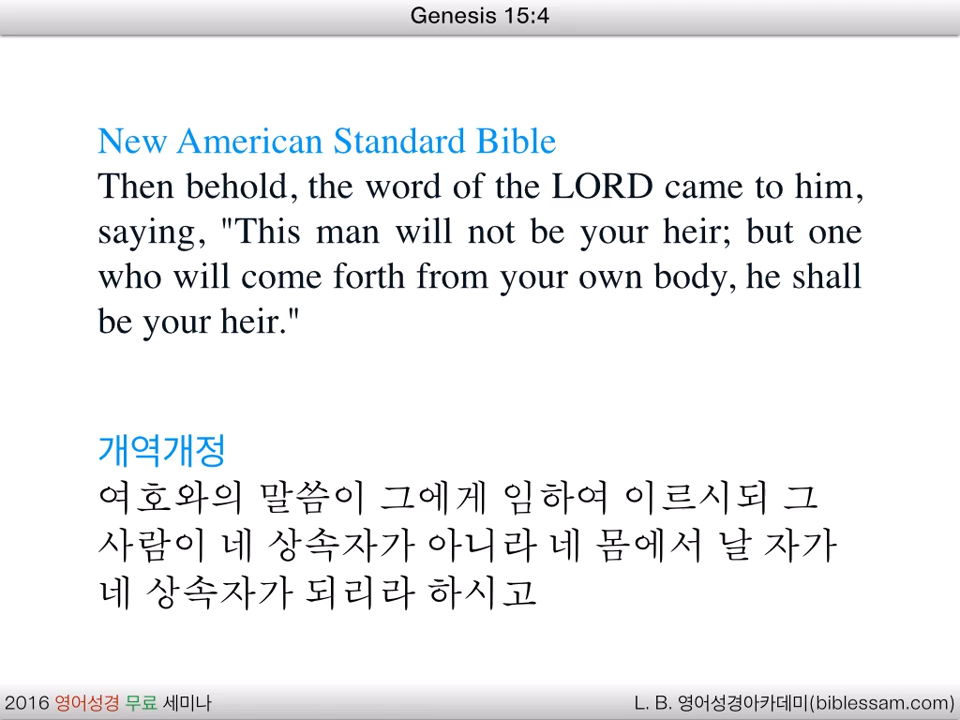 Genesis 15:4
New American Standard Bible
Then behold, the word of the LORD came to him,
saying, "This man will not be your heir; but one
who will come forth from your own body, he shall
be your heir."
개역개정
여호와의 말씀이 그에게 임하여 이르시되 그
사람이 네 상속자가 아니라 네 몸에서 날 자가
네 상속자가 되리라 하시고
2016 영어성경 무료 세미나
L. B. 영어성경아카데미(biblessam.com)